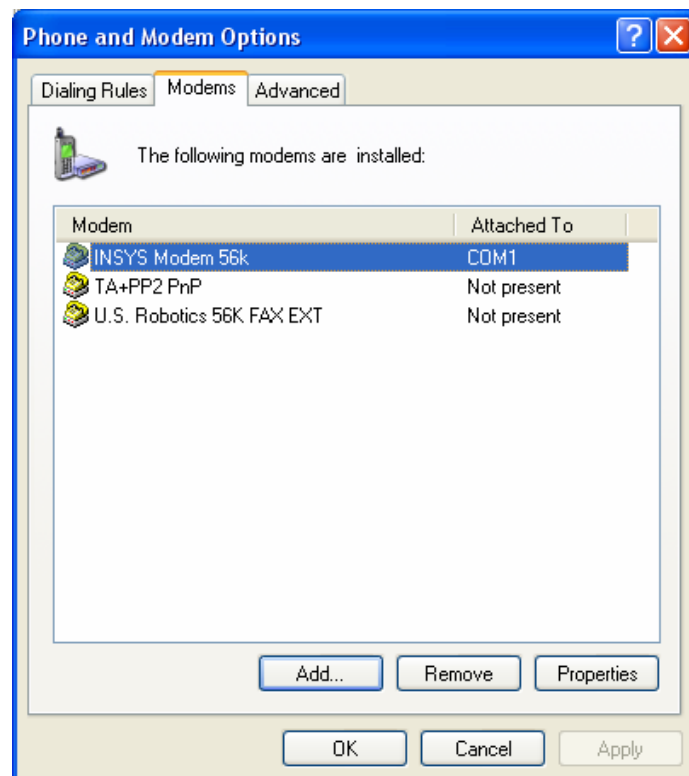 Phone and Modem Options
Dialing Rules Modems Advanced
The following modems are installed:
Modem Attached To
INSYS Modem 56k COM1
TA+PP2 PnP Not present
U.S. Robotics 56K FAX EXT Not present
Add... Remove Properties
OK Cancel Apply